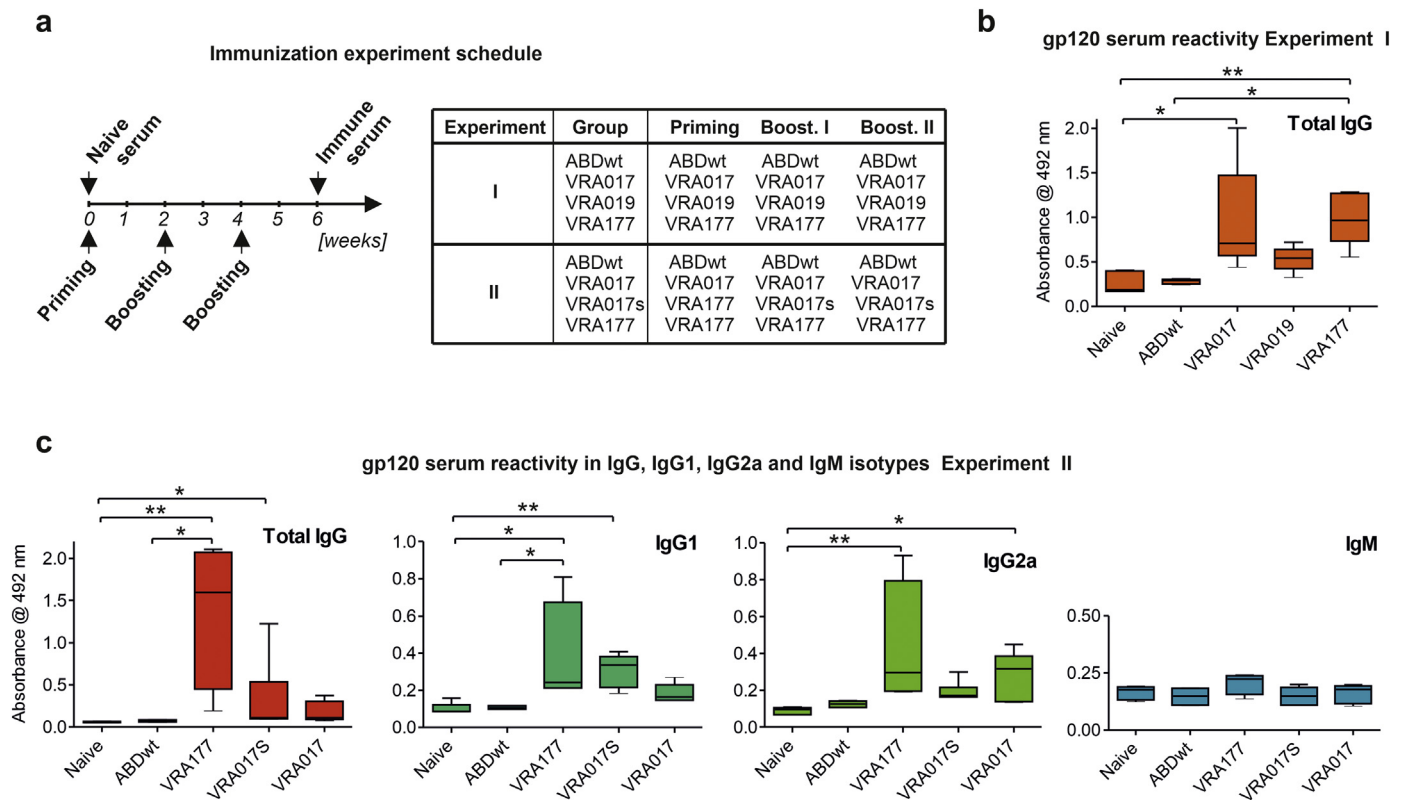 a
Immunization experiment schedule
Naive
serum
Immune
serum
0 1 2 3 4 5 6
[weeks]
Priming
Boosting
Boosting
Experiment Group Priming Boost. I Boost. II
I
ABDwt ABDwt ABDwt ABDwt
VRA017 VRA017 VRA017 VRA017
VRA019 VRA019 VRA019 VRA019
VRA177 VRA177 VRA177 VRA177
II
ABDwt ABDwt ABDwt ABDwt
VRA017 VRA017 VRA017 VRA017
VRA017s VRA177 VRA017s VRA017s
VRA177 VRA177 VRA177 VRA177
b
gp120 serum reactivity Experiment I
**
*
*
Total IgG
Absorbance @ 492 nm
2.0
1.5
1.0
0.5
0.0
Naive
ABDwt
VRA017
VRA019
VRA177
c
gp120 serum reactivity in IgG, IgG1, IgG2a and IgM isotypes Experiment II
*
**
*
Total IgG
Absorbance @ 492 nm
2.0
1.5
1.0
0.5
0.0
Naive
ABDwt
VRA177
VRA017S
VRA017
**
*
*
IgG1
1.0
0.8
0.6
0.4
0.2
0.0
Naive
ABDwt
VRA177
VRA017S
VRA017
*
**
IgG2a
1.0
0.8
0.6
0.4
0.2
0.0
Naive
ABDwt
VRA177
VRA017S
VRA017
IgM
0.50
0.25
0.00
Naive
ABDwt
VRA177
VRA017S
VRA017